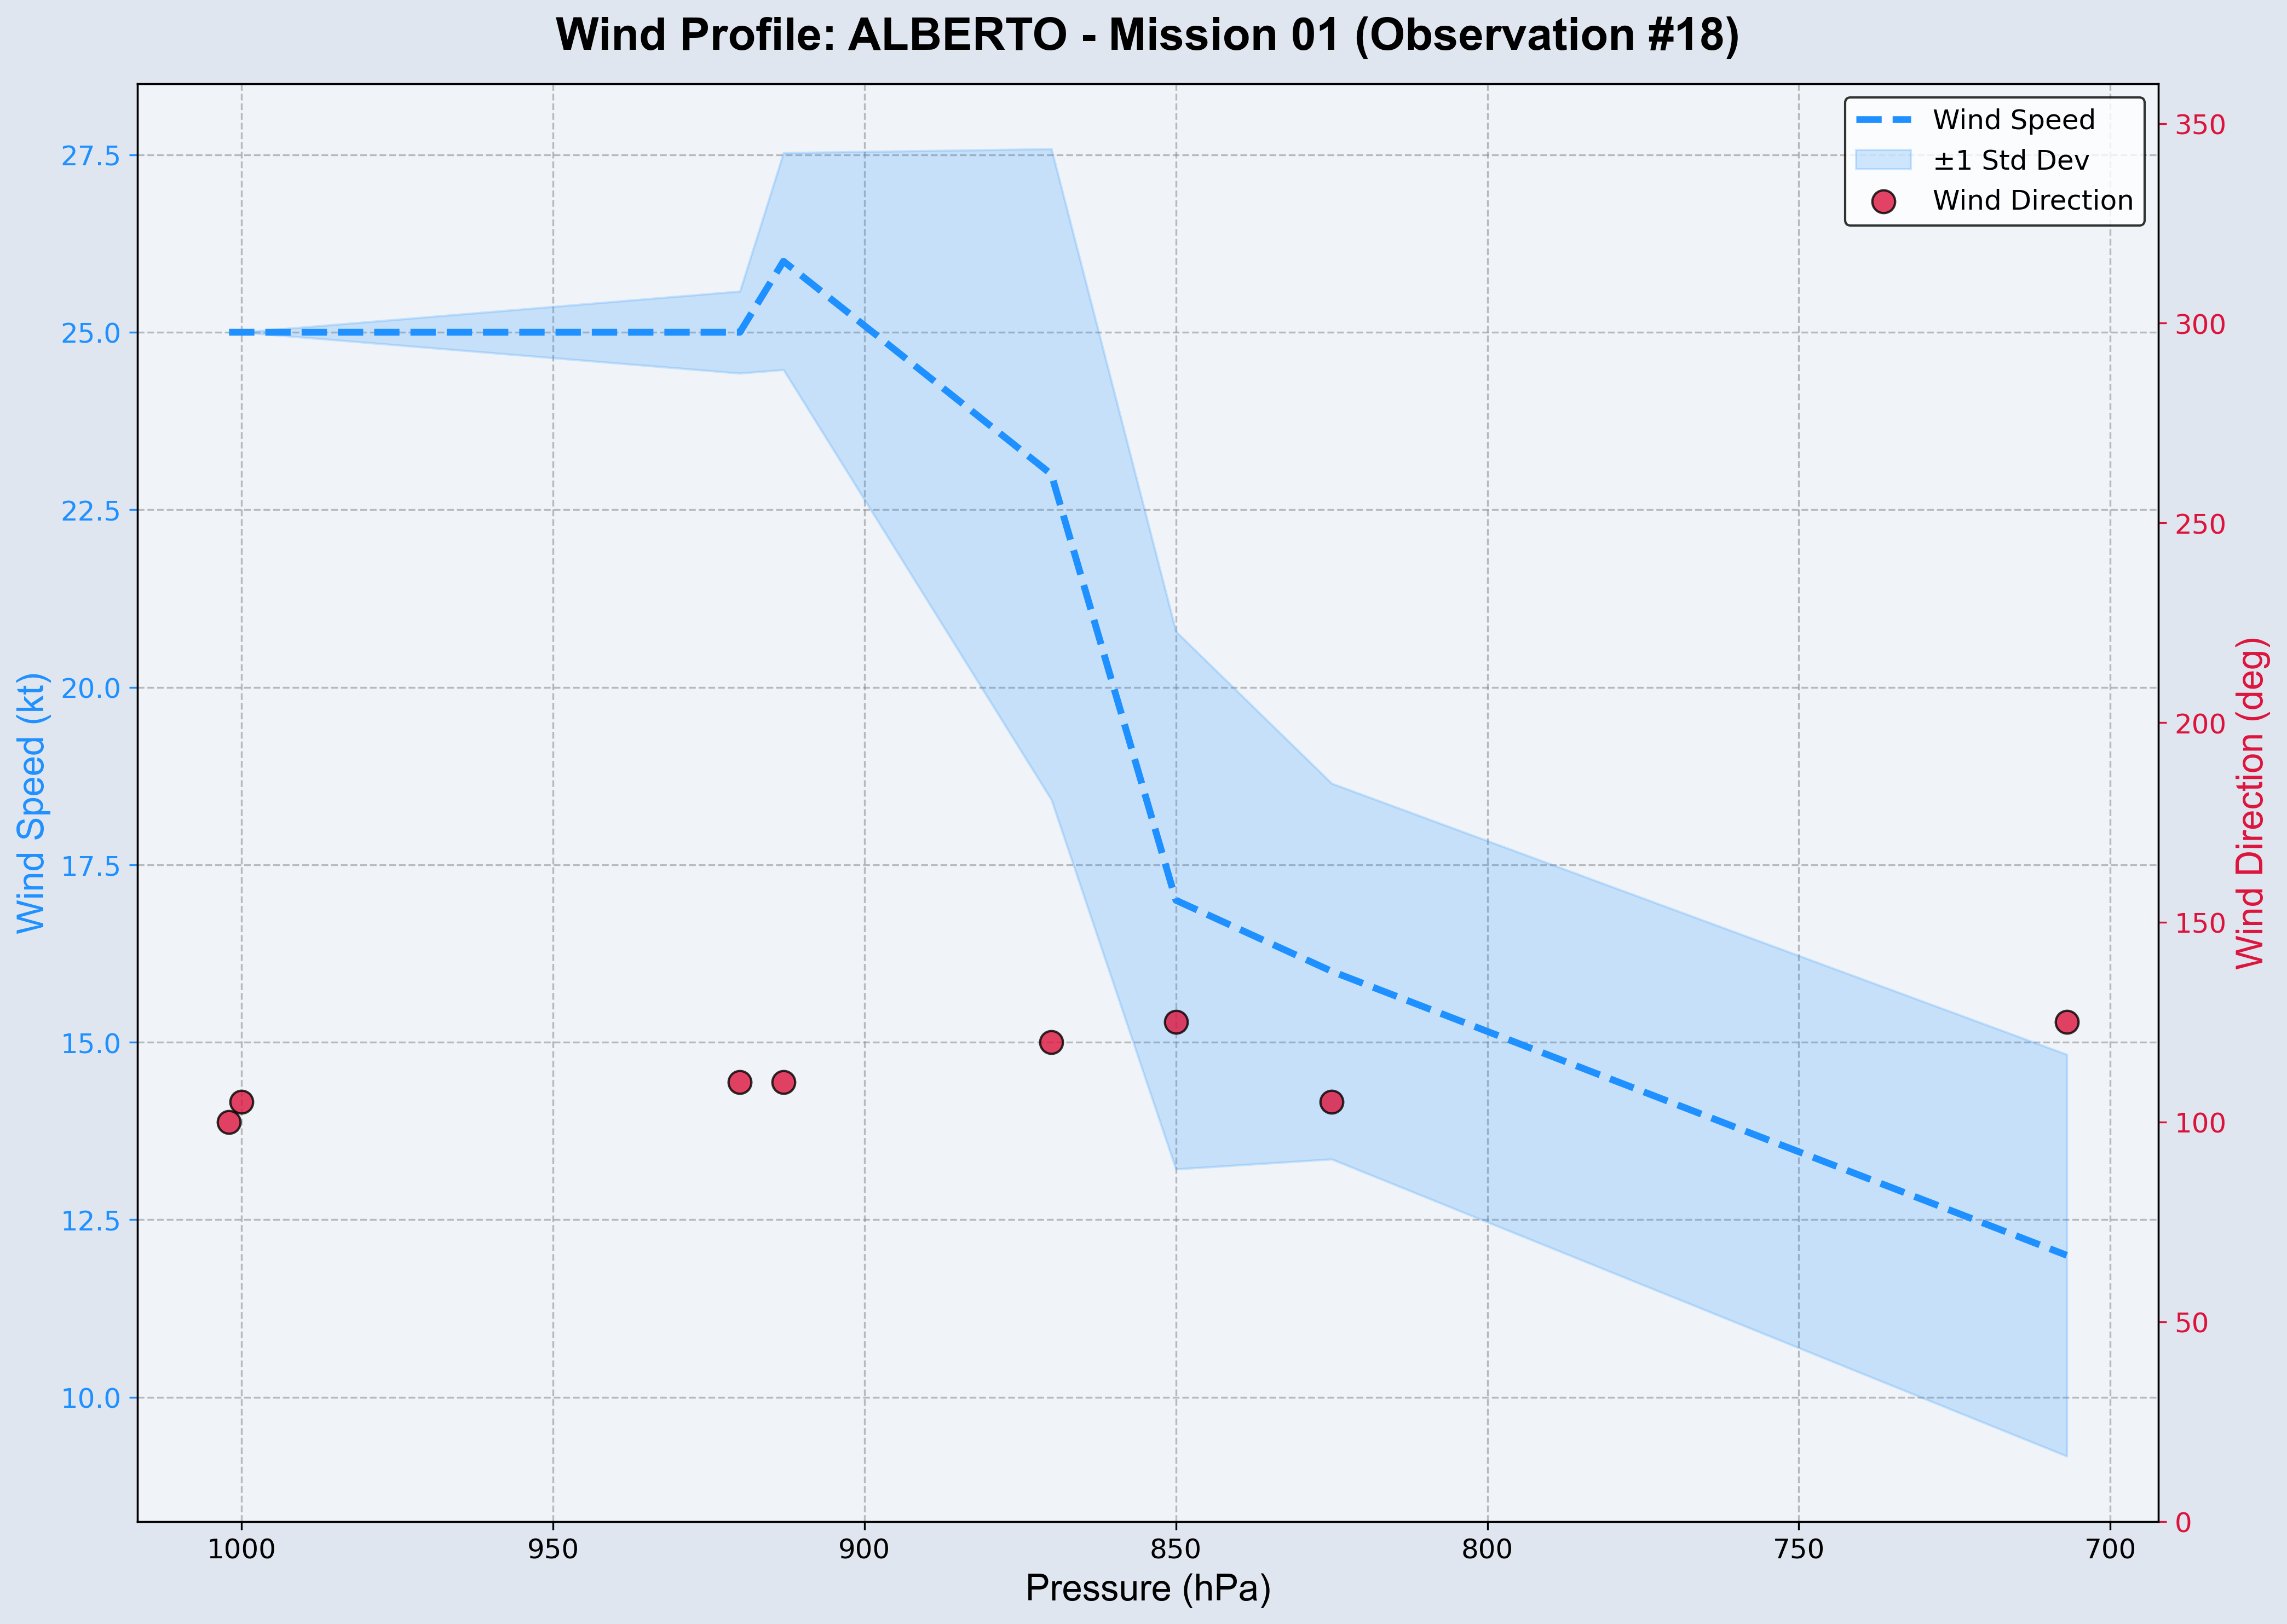 Wind Profile: ALBERTO - Mission 01 (Observation #18)
Wind Speed
±1 Std Dev
Wind Direction
Wind Speed (kt)
27.5
25.0
22.5
20.0
17.5
15.0
12.5
10.0
350
300
250
200
150
100
50
0
Wind Direction (deg)
1000 950 900 850 800 750 700
Pressure (hPa)